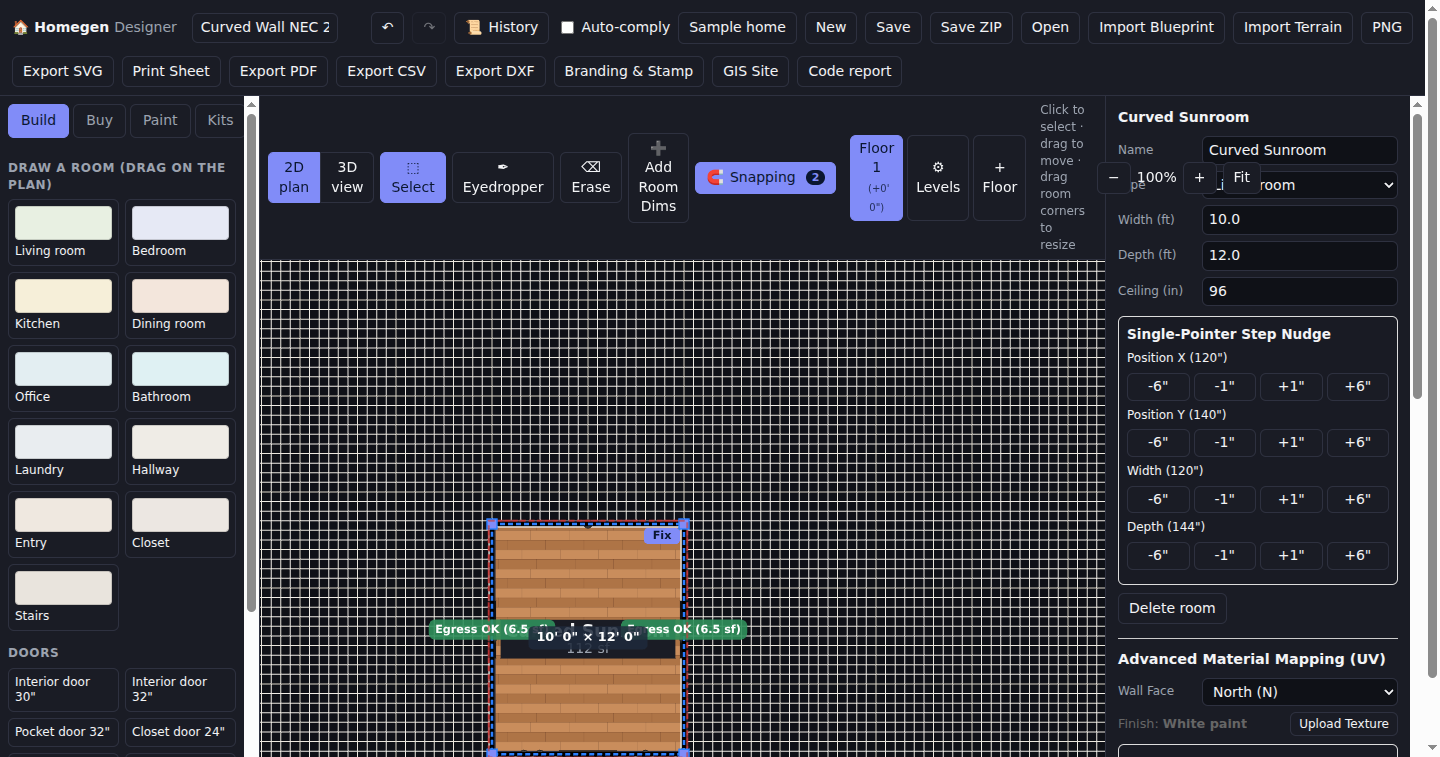 🏠 Homegen Designer
Curved Wall NEC 2
↶
↷
📜 History
Auto-comply
Sample home
New
Save
Save ZIP
Open
Import Blueprint
Import Terrain
PNG
Export SVG
Print Sheet
Export PDF
Export CSV
Export DXF
Branding & Stamp
GIS Site
Code report
Build
Buy
Paint
Kits
DRAW A ROOM (DRAG ON THE
PLAN)
Living room
Bedroom
Kitchen
Dining room
Office
Bathroom
Laundry
Hallway
Entry
Closet
Stairs
DOORS
Interior door
30"
Interior door
32"
Pocket door 32"
Closet door 24"
2D
plan
3D
view
⬚
Select
✒
Eyedropper
⌫
Erase
➕
Add
Room
Dims
🧲 Snapping 2
Floor
1
(+0'
0")
⚙
Levels
+
Floor
Click to
select ·
drag to
move ·
drag
room
corners
to
resize
− 100% + Fit
Fix
Egress OK (6.5
10' 0" × 12' 0"
ress OK (6.5 sf)
112 sf
Curved Sunroom
Name
Curved Sunroom
room
Width (ft)
10.0
Depth (ft)
12.0
Ceiling (in)
96
Single-Pointer Step Nudge
Position X (120")
-6" -1" +1" +6"
Position Y (140")
-6" -1" +1" +6"
Width (120")
-6" -1" +1" +6"
Depth (144")
-6" -1" +1" +6"
Delete room
Advanced Material Mapping (UV)
Wall Face
North (N)
Finish: White paint
Upload Texture